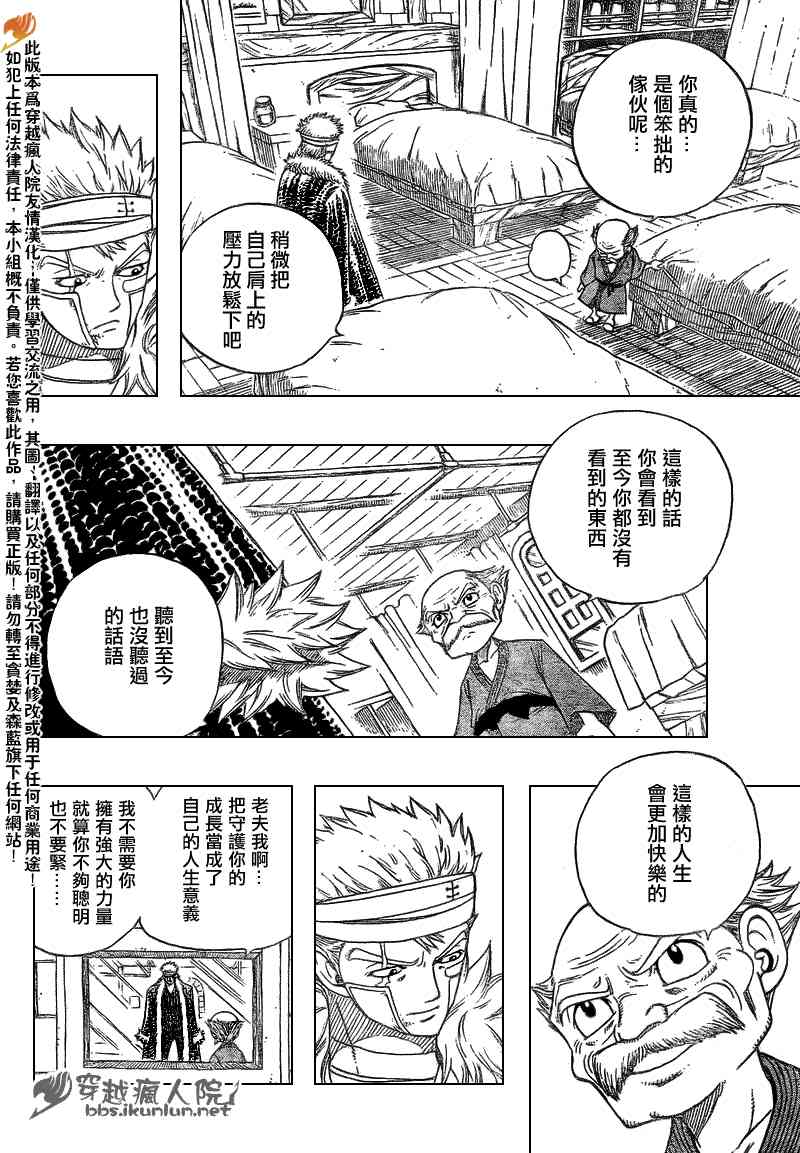 你真的…
是個笨拙的
傢伙呢…
稍微把
自己肩上的
壓力放鬆下吧
這樣的話
你會看到
至今你都沒有
看到的東西
聽到至今
也沒聽過
的話語
這樣的人生
會更加快樂的
老夫我啊…
把守護你的
成長當成了
自己的人生意義
我不需要你
擁有強大的力量
就算你不夠聰明
也不要緊……
此版本爲穿越瘋人院友情漢化，僅供學習交流之用，其圖、翻譯以及任何部分不得進行修改或用于任何商業用途！
如犯上任何法律責任，本小組概不負責。若您喜歡此作品，請購買正版！請勿轉至貪婪及森藍旗下任何網站！
穿越瘋人院
bbs.ikunlun.net